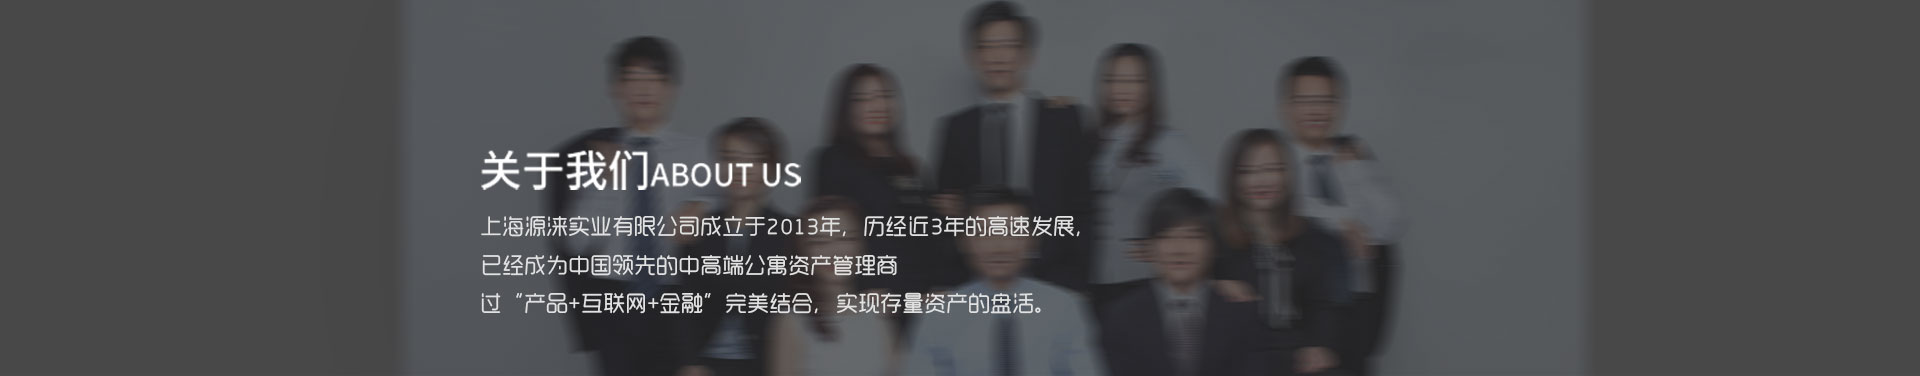 关于我们ABOUT US
上海源涞实业有限公司成立于2013年，历经近3年的高速发展，
已经成为中国领先的中高端公寓资产管理商
过“产品+互联网+金融”完美结合，实现存量资产的盘活。